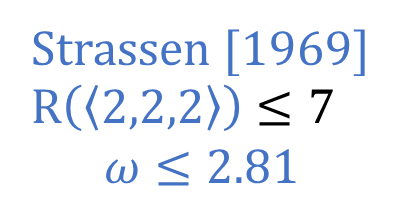 Strassen [1969]
R(⟨2,2,2⟩) ≤ 7
ω ≤ 2.81